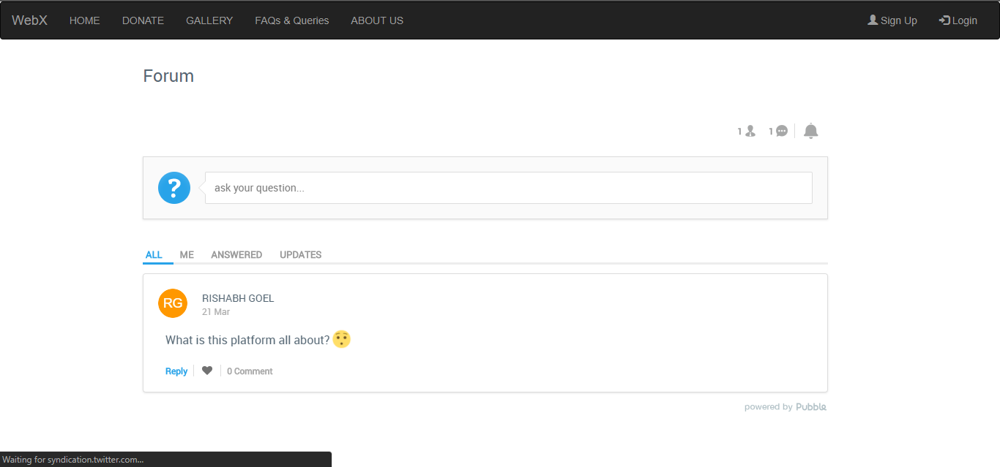 WebX HOME DONATE GALLERY FAQs & Queries ABOUT US Sign Up Login
Forum
1 1
? ask your question...
ALL ME ANSWERED UPDATES
RG RISHABH GOEL
21 Mar
What is this platform all about?
Reply 0 Comment
powered by Pubble
Waiting for syndication.twitter.com...